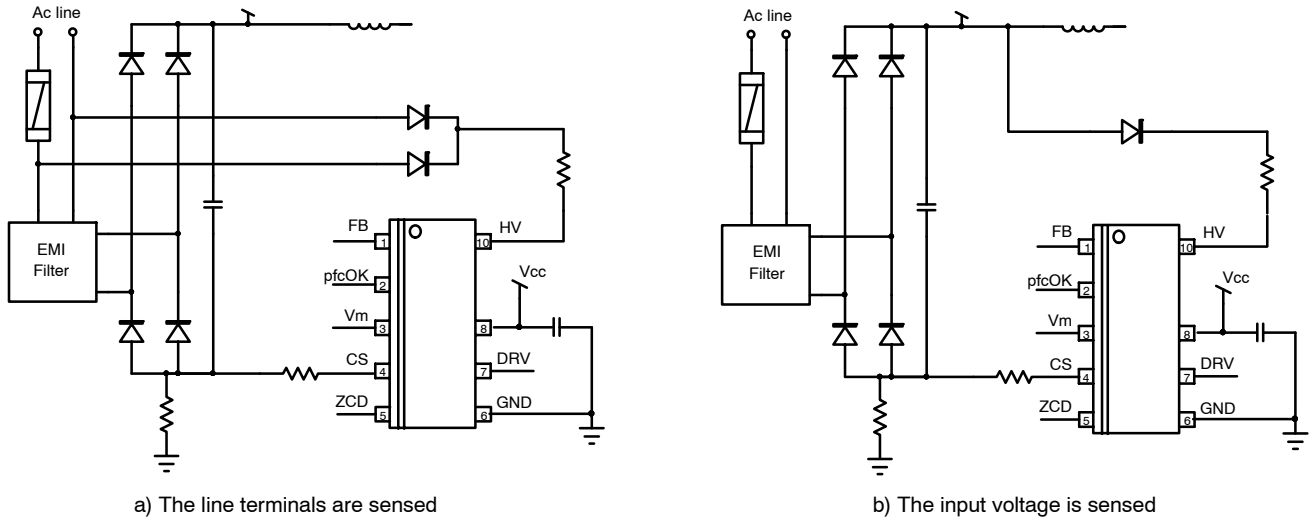 Ac line
EMI
Filter
FB
1
pfcOK
2
Vm
3
CS
4
ZCD
5
HV
10
Vcc
8
DRV
7
GND
6
a) The line terminals are sensed
Ac line
EMI
Filter
FB
1
pfcOK
2
Vm
3
CS
4
ZCD
5
HV
10
Vcc
8
DRV
7
GND
6
b) The input voltage is sensed